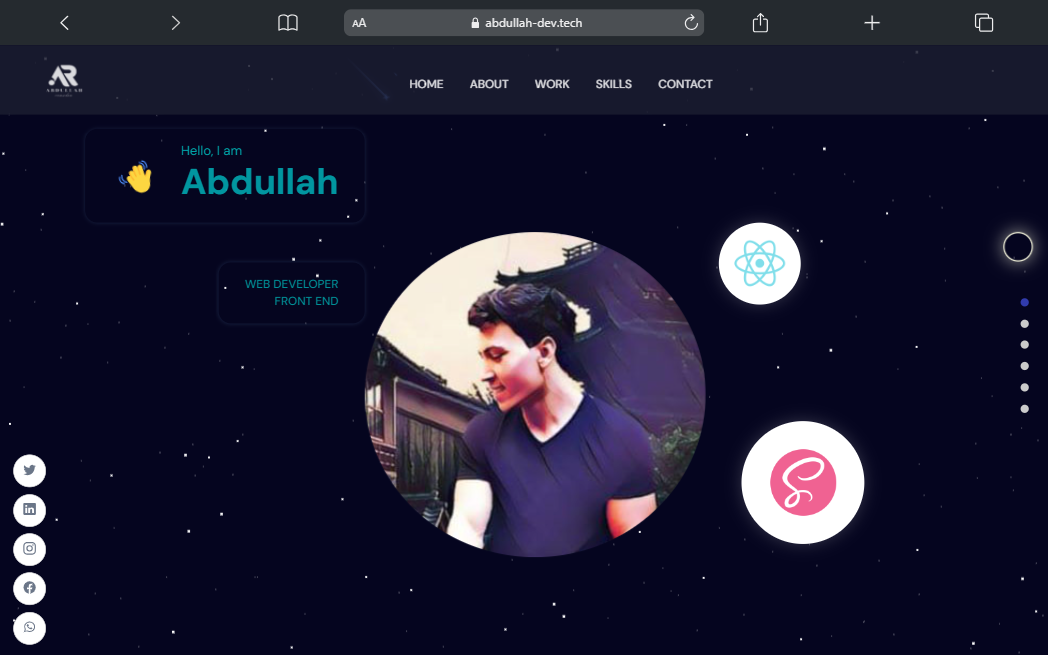 AA
abdullah-dev.tech
AR
ABDULLAH
HOME ABOUT WORK SKILLS CONTACT
Hello, I am
Abdullah
WEB DEVELOPER
FRONT END